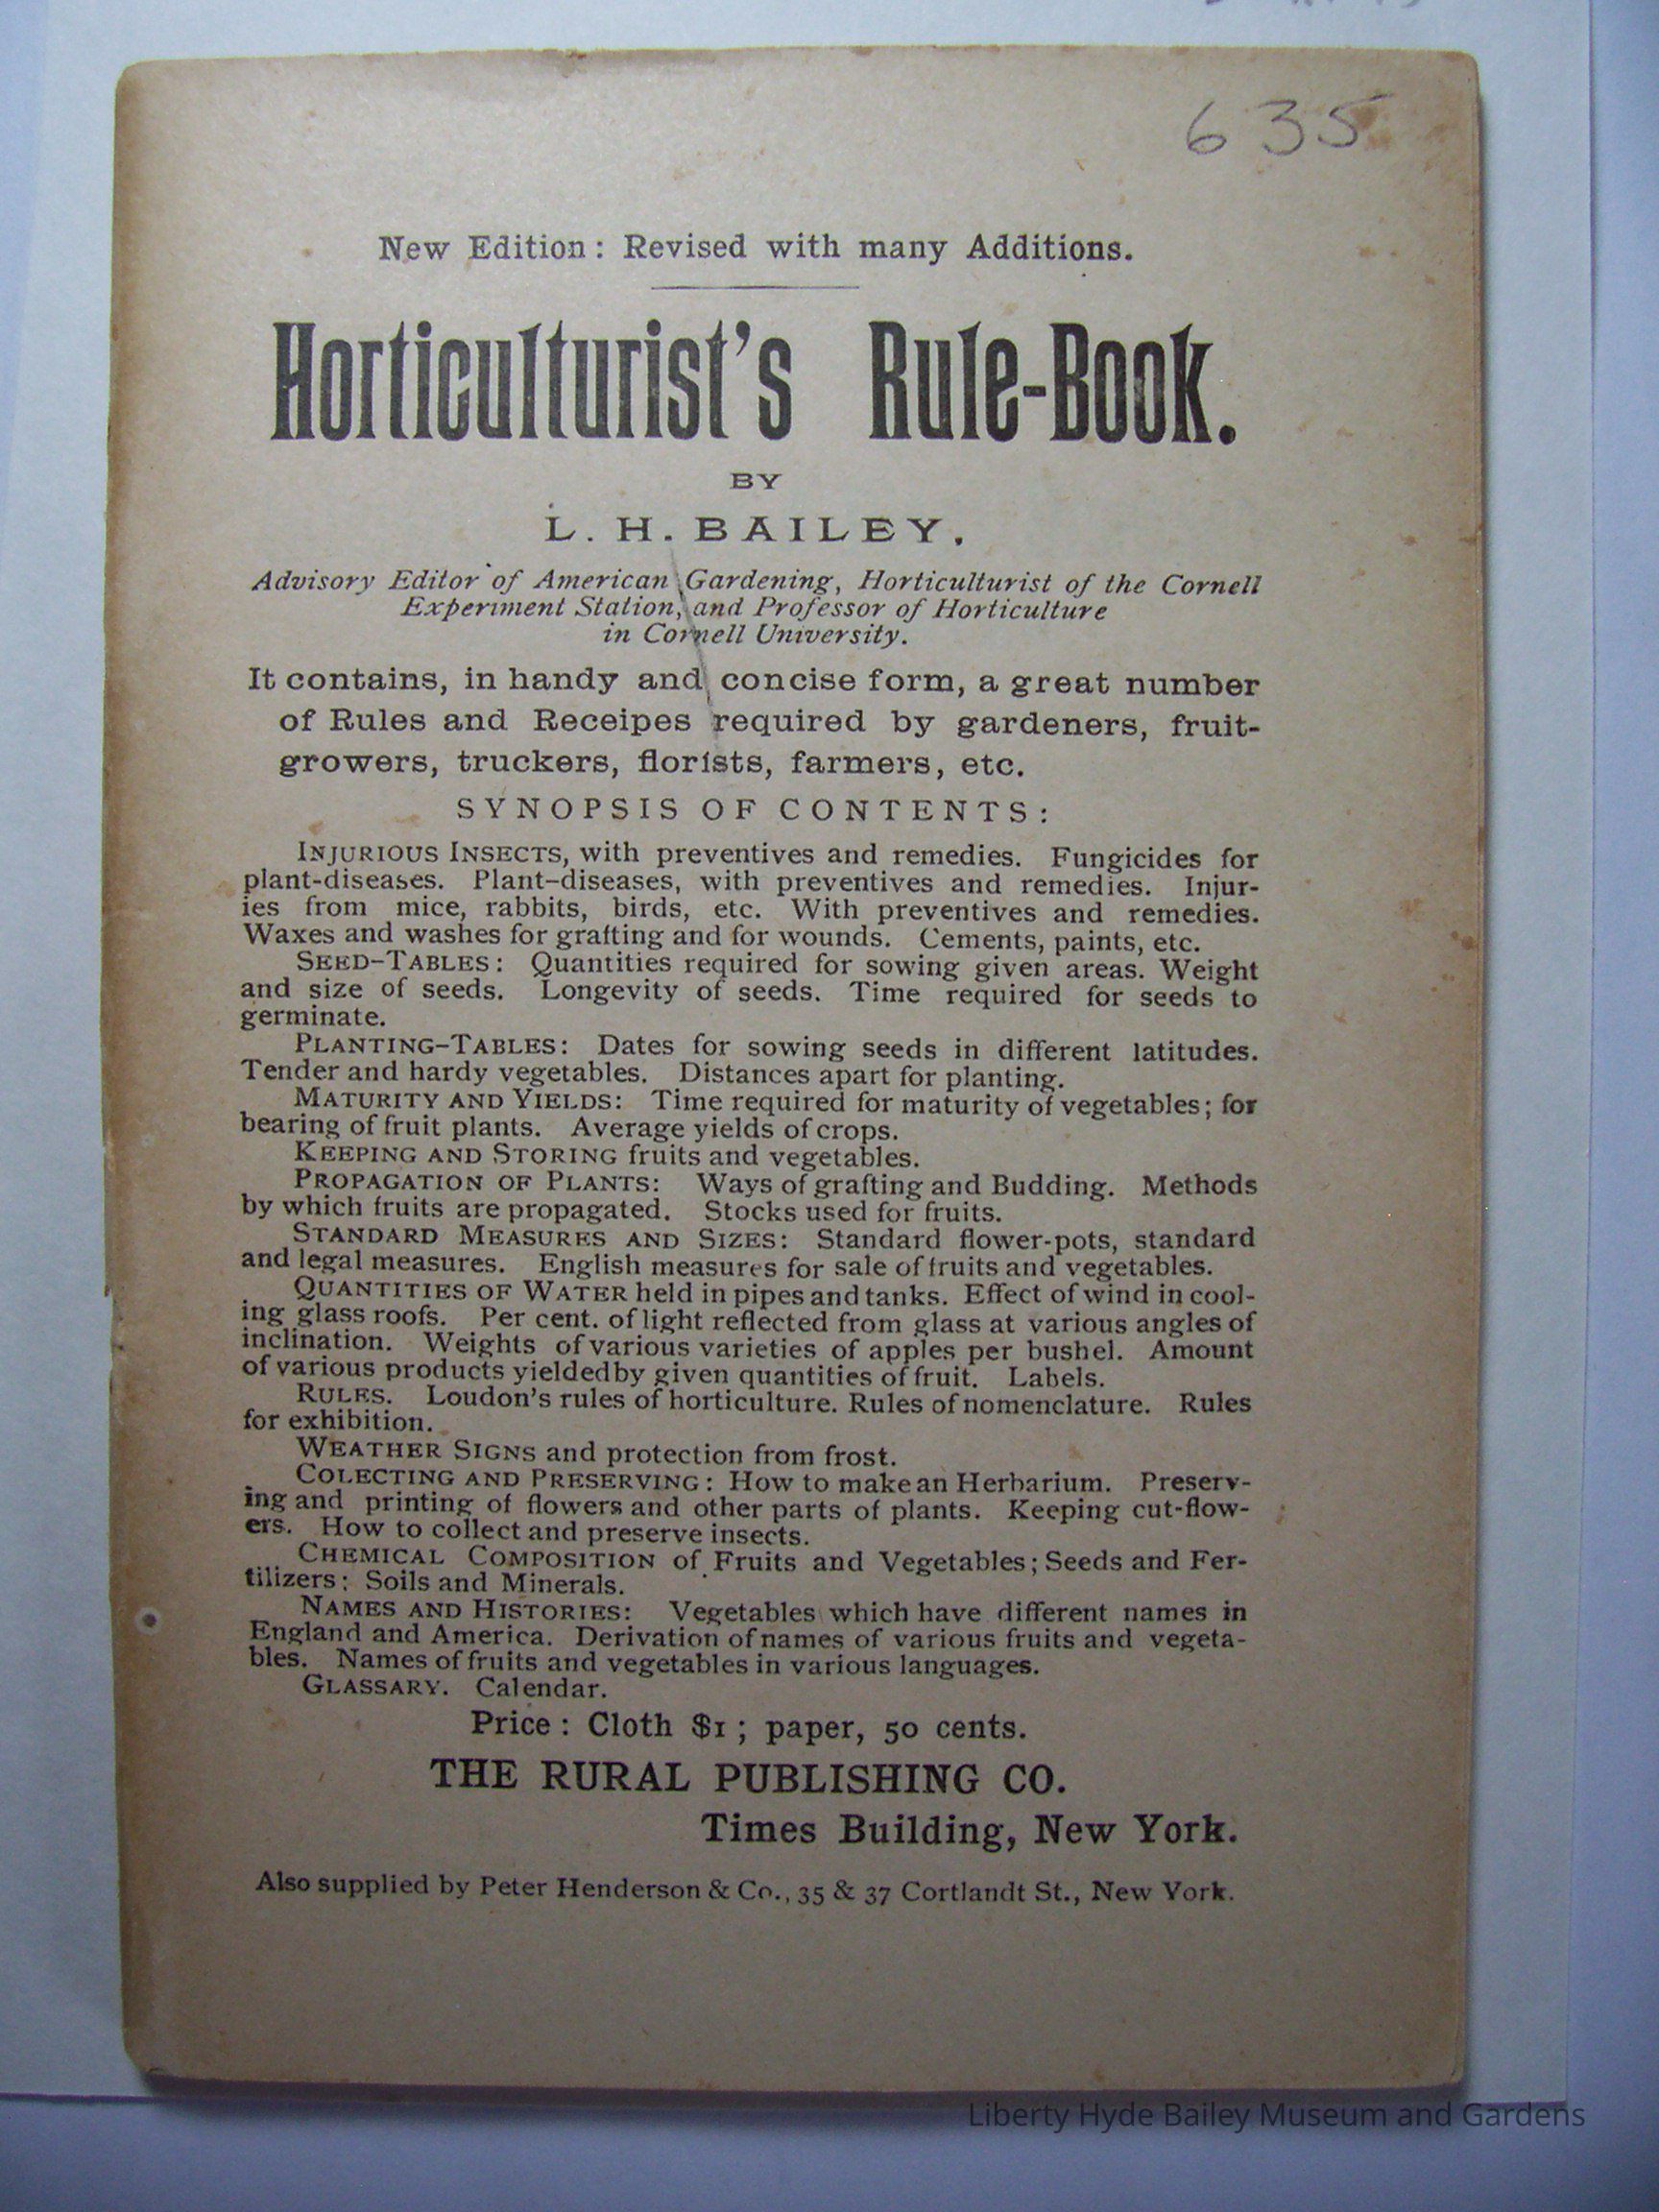 635
New Edition: Revised with many Additions.
Horticulturist's Rule-Book.
BY
L. H. BAILEY.
Advisory Editor of American Gardening, Horticulturist of the Cornell
Experiment Station, and Professor of Horticulture
in Cornell University.
It contains, in handy and concise form, a great number
of Rules and Receipes required by gardeners, fruit-
growers, truckers, florists, farmers, etc.
SYNOPSIS OF CONTENTS:
INJURIOUS INSECTS, with preventives and remedies. Fungicides for
plant-diseases. Plant-diseases, with preventives and remedies. Injur-
ies from mice, rabbits, birds, etc. With preventives and remedies.
Waxes and washes for grafting and for wounds. Cements, paints, etc.
SEED-TABLES: Quantities required for sowing given areas. Weight
and size of seeds. Longevity of seeds. Time required for seeds to
germinate.
PLANTING-TABLES: Dates for sowing seeds in different latitudes.
Tender and hardy vegetables. Distances apart for planting.
MATURITY AND YIELDS: Time required for maturity of vegetables; for
bearing of fruit plants. Average yields of crops.
KEEPING AND STORING fruits and vegetables.
PROPAGATION OF PLANTS: Ways of grafting and Budding. Methods
by which fruits are propagated. Stocks used for fruits.
STANDARD MEASURES AND SIZES: Standard flower-pots, standard
and legal measures. English measures for sale of fruits and vegetables.
QUANTITIES OF WATER held in pipes and tanks. Effect of wind in cool-
ing glass roofs. Per cent. of light reflected from glass at various angles of
inclination. Weights of various varieties of apples per bushel. Amount
of various products yielded by given quantities of fruit. Labels.
RULES. Loudon's rules of horticulture. Rules of nomenclature. Rules
for exhibition.
WEATHER SIGNS and protection from frost.
COLECTING AND PRESERVING: How to make an Herbarium. Preserv-
ing and printing of flowers and other parts of plants. Keeping cut-flow-
ers. How to collect and preserve insects.
CHEMICAL COMPOSITION of Fruits and Vegetables; Seeds and Fer-
tilizers; Soils and Minerals.
NAMES AND HISTORIES: Vegetables which have different names in
England and America. Derivation of names of various fruits and vegeta-
bles. Names of fruits and vegetables in various languages.
GLASSARY. Calendar.
Price: Cloth $1; paper, 50 cents.
THE RURAL PUBLISHING CO.
Times Building, New York.
Also supplied by Peter Henderson & Co., 35 & 37 Cortlandt St., New York.
Liberty Hyde Bailey Museum and Gardens